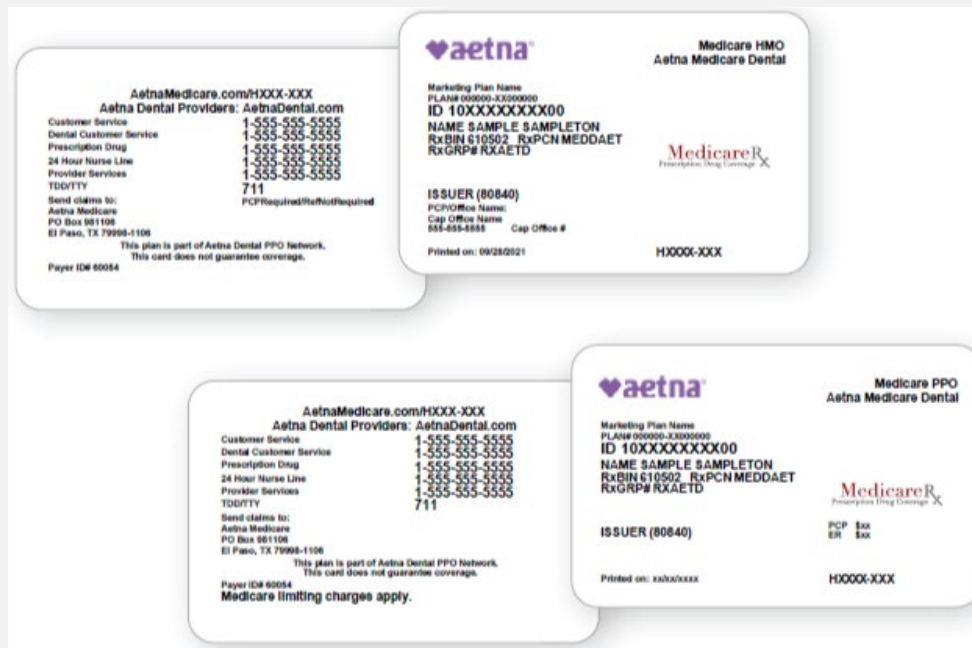 AetnaMedicare.com/HXXX-XXX
Aetna Dental Providers: AetnaDental.com
Customer Service 1-555-555-5555
Dental Customer Service 1-555-555-5555
Prescription Drug 1-555-555-5555
24 Hour Nurse Line 1-555-555-5555
Provider Services 1-555-555-5555
TDD/TTY 711
Send claims to: PCPRequired/RefNotRequired
Aetna Medicare
PO Box 981106
El Paso, TX 79998-1106
This plan is part of Aetna Dental PPO Network.
This card does not guarantee coverage.
Payer ID# 60054
aetna
Medicare HMO
Aetna Medicare Dental
Marketing Plan Name
PLAN# 000000-XX000000
ID 10XXXXXXXX00
NAME SAMPLE SAMPLETON
RxBIN 610502 RxPCN MEDDAET
RxGRP# RXAETD
MedicareRx
Prescription Drug Coverage
ISSUER (80840)
PCP/Office Name:
Cap Office Name
555-555-5555 Cap Office #
Printed on: 09/28/2021 HXXXX-XXX
AetnaMedicare.com/HXXX-XXX
Aetna Dental Providers: AetnaDental.com
Customer Service 1-555-555-5555
Dental Customer Service 1-555-555-5555
Prescription Drug 1-555-555-5555
24 Hour Nurse Line 1-555-555-5555
Provider Services 1-555-555-5555
TDD/TTY 711
Send claims to:
Aetna Medicare
PO Box 981106
El Paso, TX 79998-1106
This plan is part of Aetna Dental PPO Network.
This card does not guarantee coverage.
Payer ID# 60054
Medicare limiting charges apply.
aetna
Medicare PPO
Aetna Medicare Dental
Marketing Plan Name
PLAN# 000000-XX000000
ID 10XXXXXXXX00
NAME SAMPLE SAMPLETON
RxBIN 610502 RxPCN MEDDAET
RxGRP# RXAETD
MedicareRx
Prescription Drug Coverage
ISSUER (80840)
PCP $xx
ER $xx
Printed on: xx/xx/xxxx HXXXX-XXX